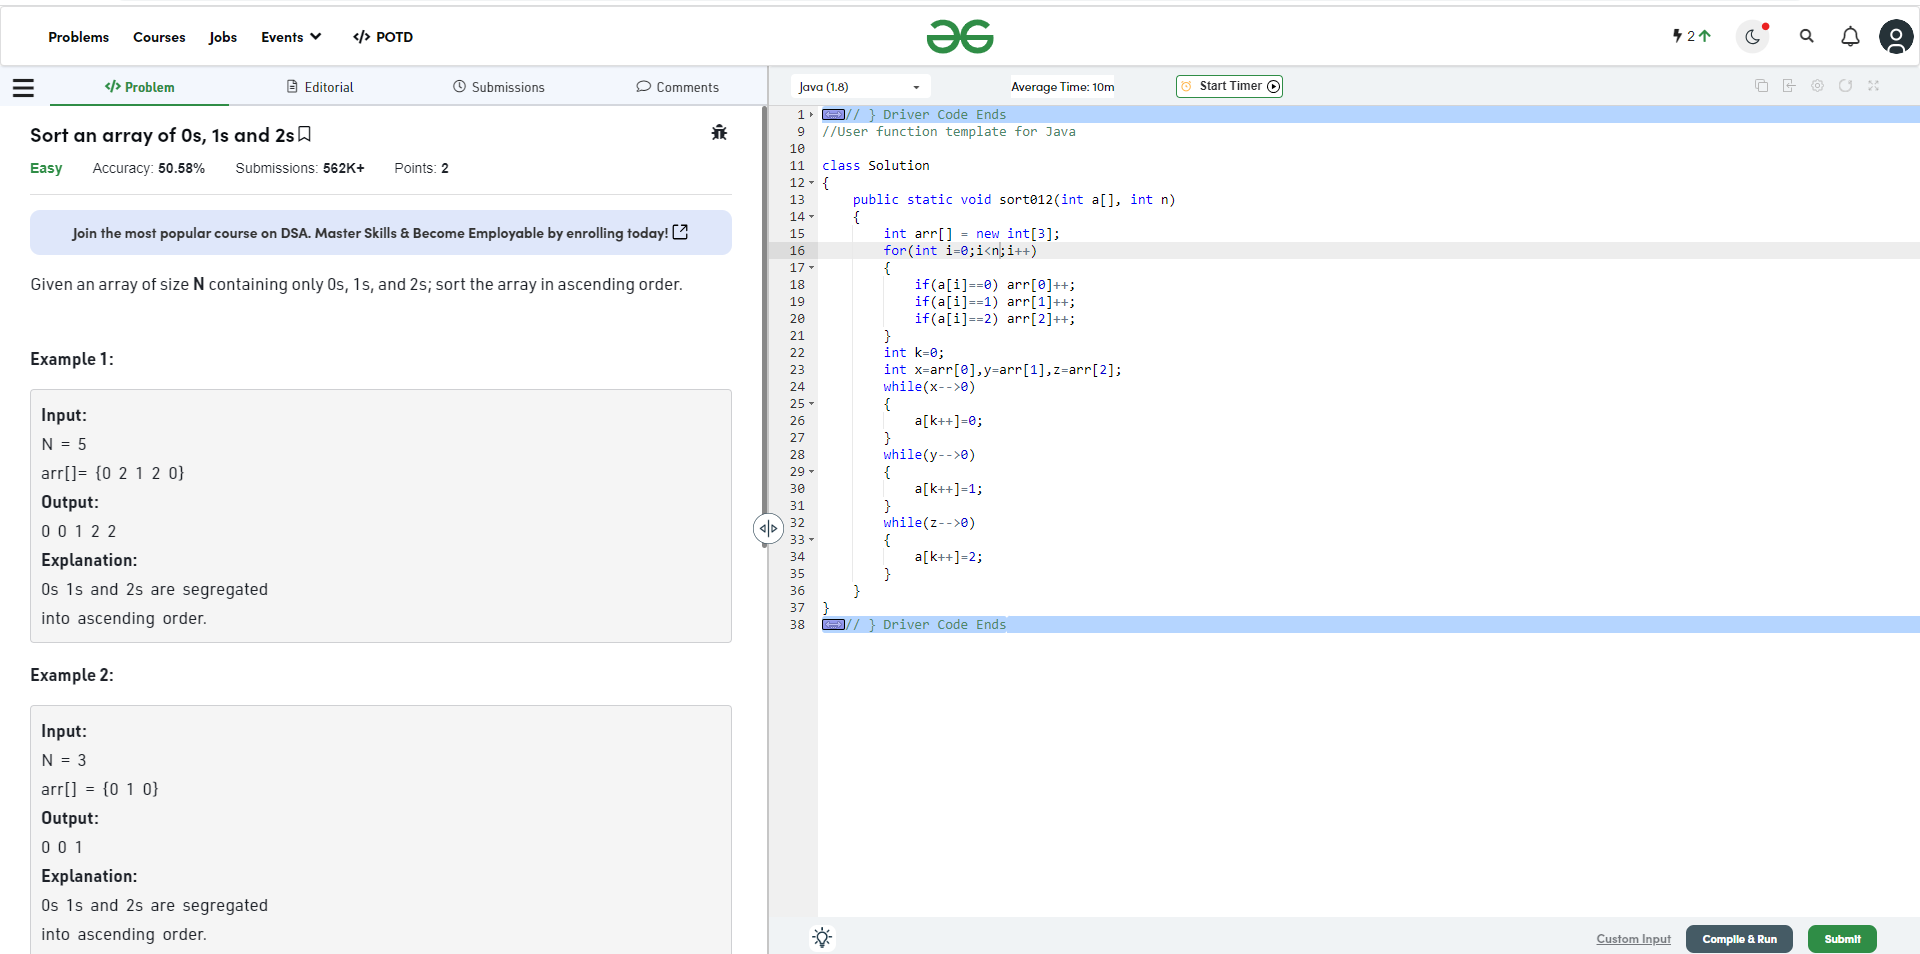 Problems Courses Jobs Events </> POTD
2
</> Problem Editorial Submissions Comments
Sort an array of 0s, 1s and 2s
Easy Accuracy: 50.58% Submissions: 562K+ Points: 2
Join the most popular course on DSA. Master Skills & Become Employable by enrolling today!
Given an array of size N containing only 0s, 1s, and 2s; sort the array in ascending order.
Example 1:
Input:
N = 5
arr[]= {0 2 1 2 0}
Output:
0 0 1 2 2
Explanation:
0s 1s and 2s are segregated
into ascending order.
Example 2:
Input:
N = 3
arr[] = {0 1 0}
Output:
0 0 1
Explanation:
0s 1s and 2s are segregated
into ascending order.
Java (1.8) Average Time: 10m Start Timer
1 // } Driver Code Ends
9 //User function template for Java
10
11 class Solution
12 {
13 public static void sort012(int a[], int n)
14 {
15 int arr[] = new int[3];
16 for(int i=0;i<n;i++)
17 {
18 if(a[i]==0) arr[0]++;
19 if(a[i]==1) arr[1]++;
20 if(a[i]==2) arr[2]++;
21 }
22 int k=0;
23 int x=arr[0],y=arr[1],z=arr[2];
24 while(x-->0)
25 {
26 a[k++]=0;
27 }
28 while(y-->0)
29 {
30 a[k++]=1;
31 }
32 while(z-->0)
33 {
34 a[k++]=2;
35 }
36 }
37 }
38 // } Driver Code Ends
Custom Input Compile & Run Submit